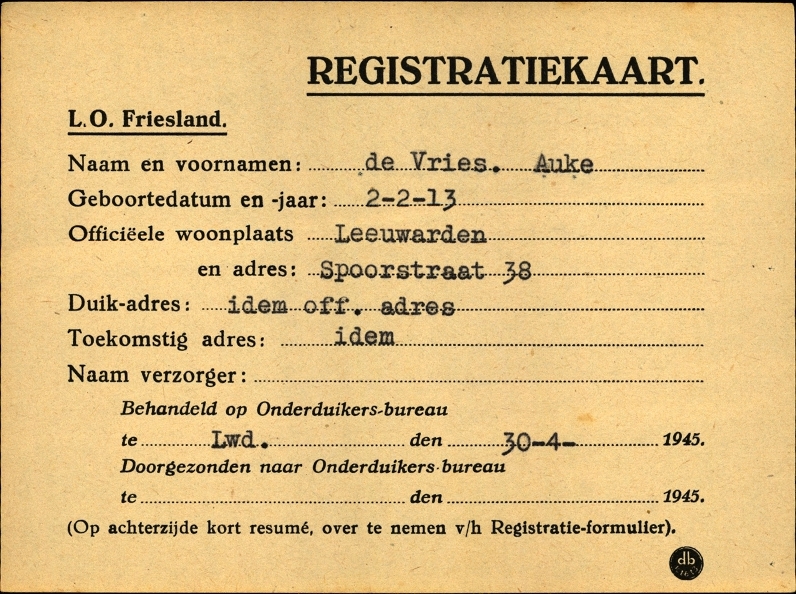 REGISTRATIEKAART.
L.O. Friesland.
Naam en voornamen: de Vries. Auke
Geboortedatum en -jaar: 2-2-13
Officiëele woonplaats Leeuwarden
en adres: Spoorstraat 38
Duik-adres: idem off. adres
Toekomstig adres: idem
Naam verzorger:
Behandeld op Onderduikers-bureau
te Lwd. den 30-4- 1945.
Doorgezonden naar Onderduikers-bureau
te den 1945.
(Op achterzijde kort resumé, over te nemen v/h Registratie-formulier).
db